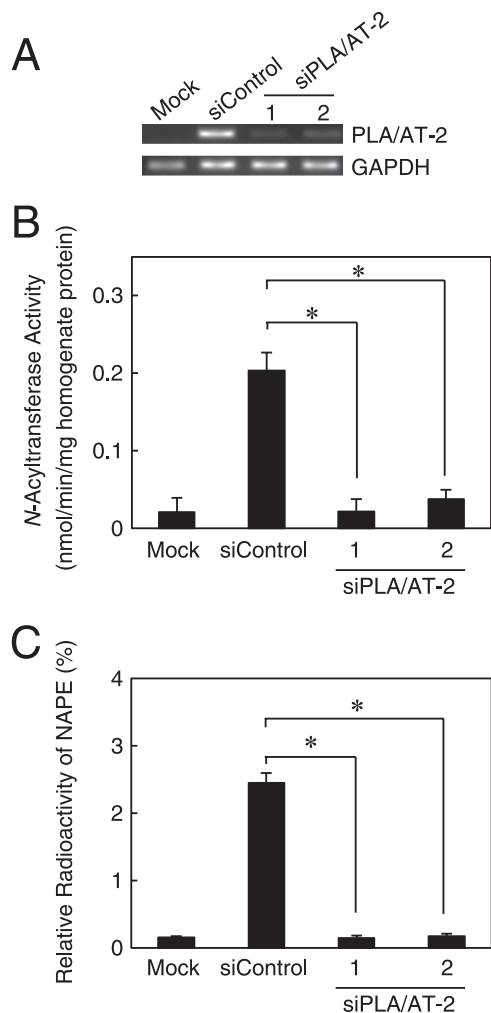 A
Mock
siControl
siPLA/AT-2
1 2
PLA/AT-2
GAPDH
B
N-Acyltransferase Activity
(nmol/min/mg homogenate protein)
0.3
0.2
0.1
0
*
*
Mock siControl 1 2
siPLA/AT-2
C
Relative Radioactivity of NAPE (%)
4
3
2
1
0
*
*
Mock siControl 1 2
siPLA/AT-2